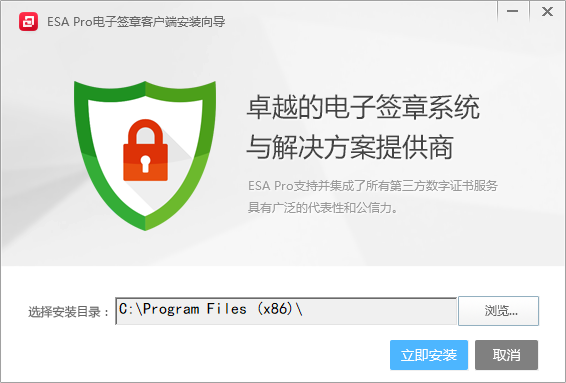 ESA Pro电子签章客户端安装向导
卓越的电子签章系统
与解决方案提供商
ESA Pro支持并集成了所有第三方数字证书服务
具有广泛的代表性和公信力。
选择安装目录：
C:\Program Files (x86)\
浏览...
立即安装
取消